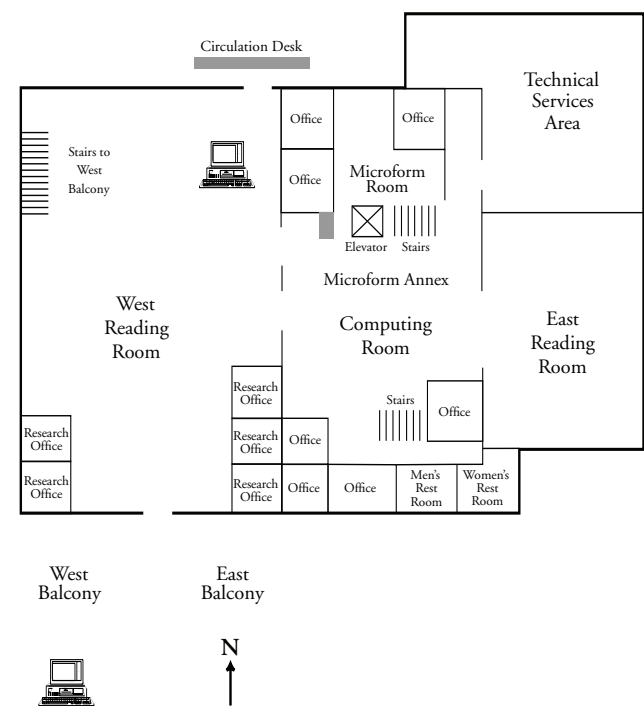 Circulation Desk
Technical
Services
Area
Office
Office
Stairs to
West
Balcony
Office
Microform
Room
Elevator
Stairs
Microform Annex
West
Reading
Room
Computing
Room
East
Reading
Room
Research
Office
Stairs
Office
Research
Office
Research
Office
Office
Research
Office
Research
Office
Office
Office
Men's
Rest
Room
Women's
Rest
Room
West
Balcony
East
Balcony
N